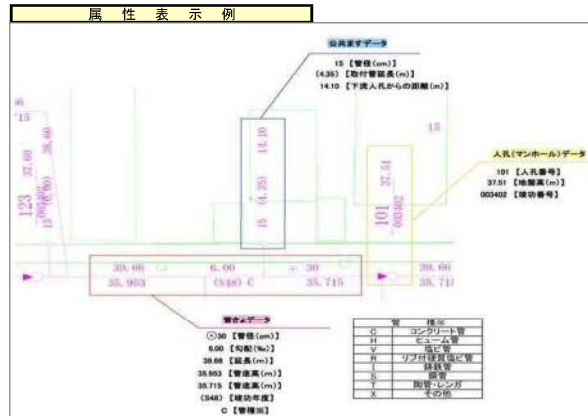 属性表示例
公共ますデータ
15 【管径(cm)】
(4.35) 【取付管延長(m)】
14.10 【下流人孔からの距離(m)】
人孔(マンホール)データ
101 【人孔番号】
37.51 【地盤高(m)】
003402 【竣功番号】
15
38.60
37.60
123
003402
15
14.10
15 (4.35)
15
37.51
101
003402
39.66 6.00 30
35.953 (S48) C 35.715
39.66
管きょデータ
30 【管径(cm)】
6.00 【勾配(‰)】
39.66 【延長(m)】
35.953 【管底高(m)】
35.715 【管底高(m)】
(S48) 【竣功年度】
C 【管種※】
管種※
C コンクリート管
H ヒューム管
V 塩ビ管
R リブ付硬質塩ビ管
I 鋳鉄管
S 鋼管
T 陶管・レンガ
X その他